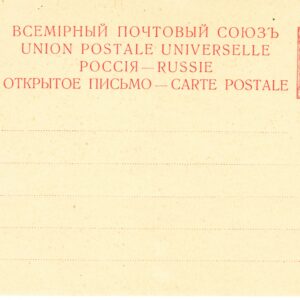 ВСЕМІРНЫЙ ПОЧТОВЫЙ СОЮЗЪ
UNION POSTALE UNIVERSELLE
РОССІЯ — RUSSIE
ОТКРЫТОЕ ПИСЬМО — CARTE POSTALE